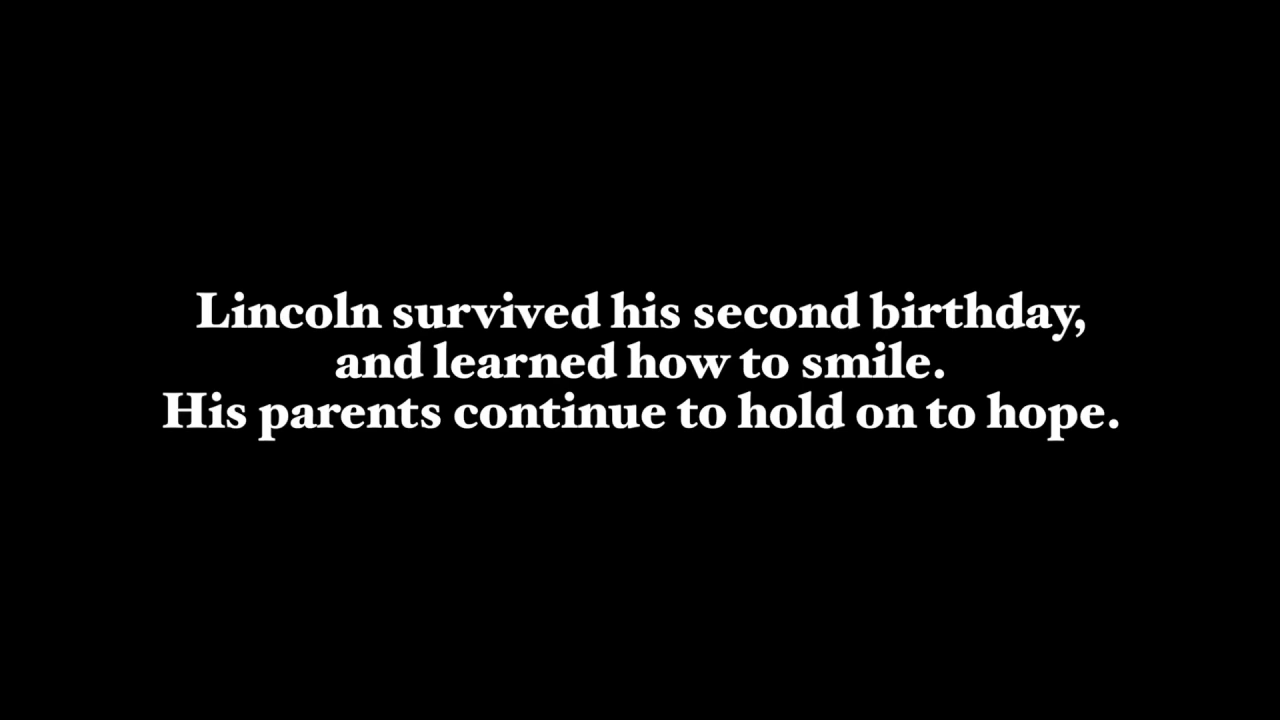 Lincoln survived his second birthday,
and learned how to smile.
His parents continue to hold on to hope.